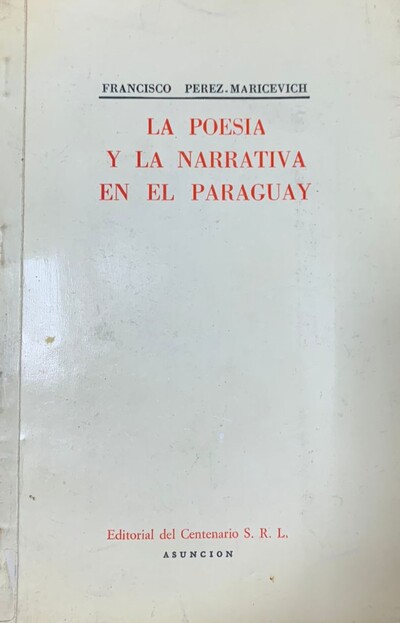 FRANCISCO PEREZ-MARICEVICH
LA POESIA
Y LA NARRATIVA
EN EL PARAGUAY
Editorial del Centenario S. R. L.
ASUNCION